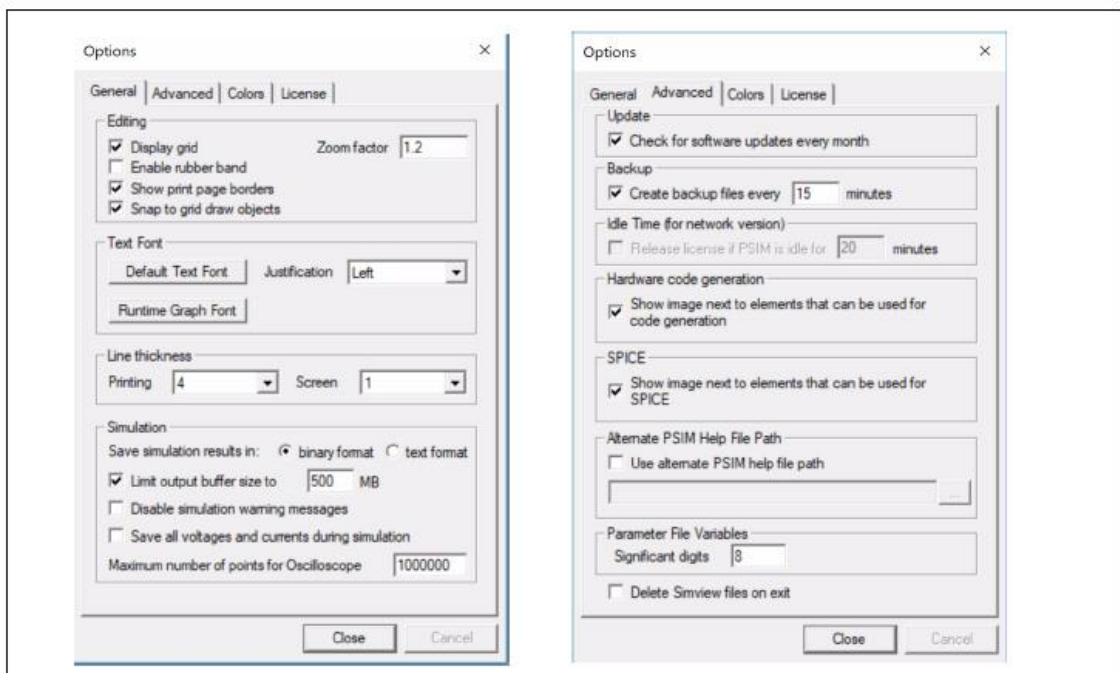 Options
×
General Advanced Colors License
Editing
Display grid Zoom factor 1.2
Enable rubber band
Show print page borders
Snap to grid draw objects
Text Font
Default Text Font Justification Left
Runtime Graph Font
Line thickness
Printing 4 Screen 1
Simulation
Save simulation results in: binary format text format
Limit output buffer size to 500 MB
Disable simulation warning messages
Save all voltages and currents during simulation
Maximum number of points for Oscilloscope 1000000
Close Cancel
Options
×
General Advanced Colors License
Update
Check for software updates every month
Backup
Create backup files every 15 minutes
Idle Time (for network version)
Release license if PSIM is idle for 20 minutes
Hardware code generation
Show image next to elements that can be used for
code generation
SPICE
Show image next to elements that can be used for
SPICE
Alternate PSIM Help File Path
Use alternate PSIM help file path
...
Parameter File Variables
Significant digits 8
Delete Simview files on exit
Close Cancel